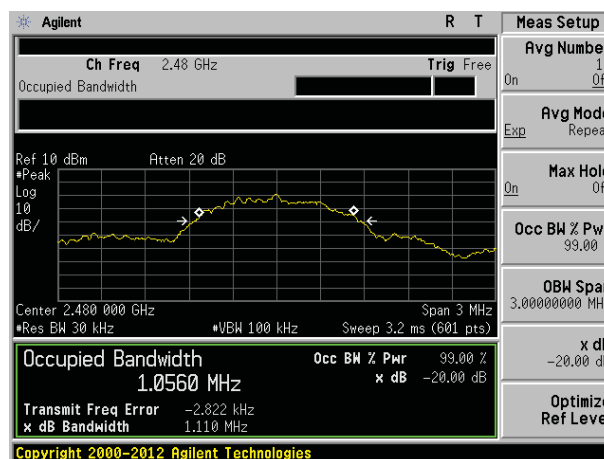 Agilent R T
Ch Freq 2.48 GHz Trig Free
Occupied Bandwidth
Ref 10 dBm Atten 20 dB
#Peak
Log
10
dB/
Center 2.480 000 GHz Span 3 MHz
#Res BW 30 kHz #VBW 100 kHz Sweep 3.2 ms (601 pts)
Occupied Bandwidth Occ BW % Pwr 99.00 %
1.0560 MHz x dB -20.00 dB
Transmit Freq Error -2.822 kHz
x dB Bandwidth 1.110 MHz
Copyright 2000-2012 Agilent Technologies
Meas Setup
Avg Numbe
1
On Of
Avg Mode
Exp Repea
Max Hold
On Of
Occ BW % Pw
99.00
OBW Spa
3.00000000 MH
x d
-20.00 d
Optimize
Ref Leve